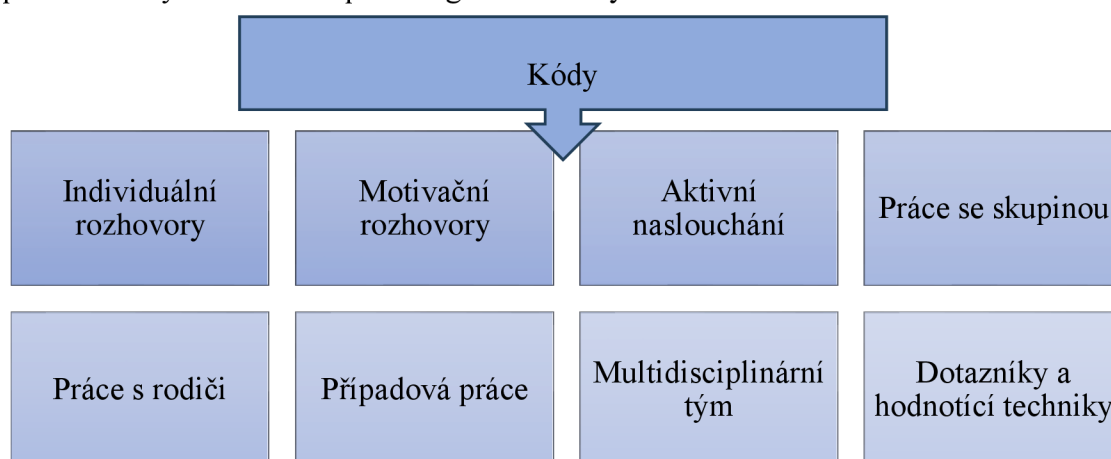 Kódy
Individuální
rozhovory
Motivační
rozhovory
Aktivní
naslouchání
Práce se skupinou
Práce s rodiči
Případová práce
Multidisciplinární
tým
Dotazníky a
hodnotící techniky